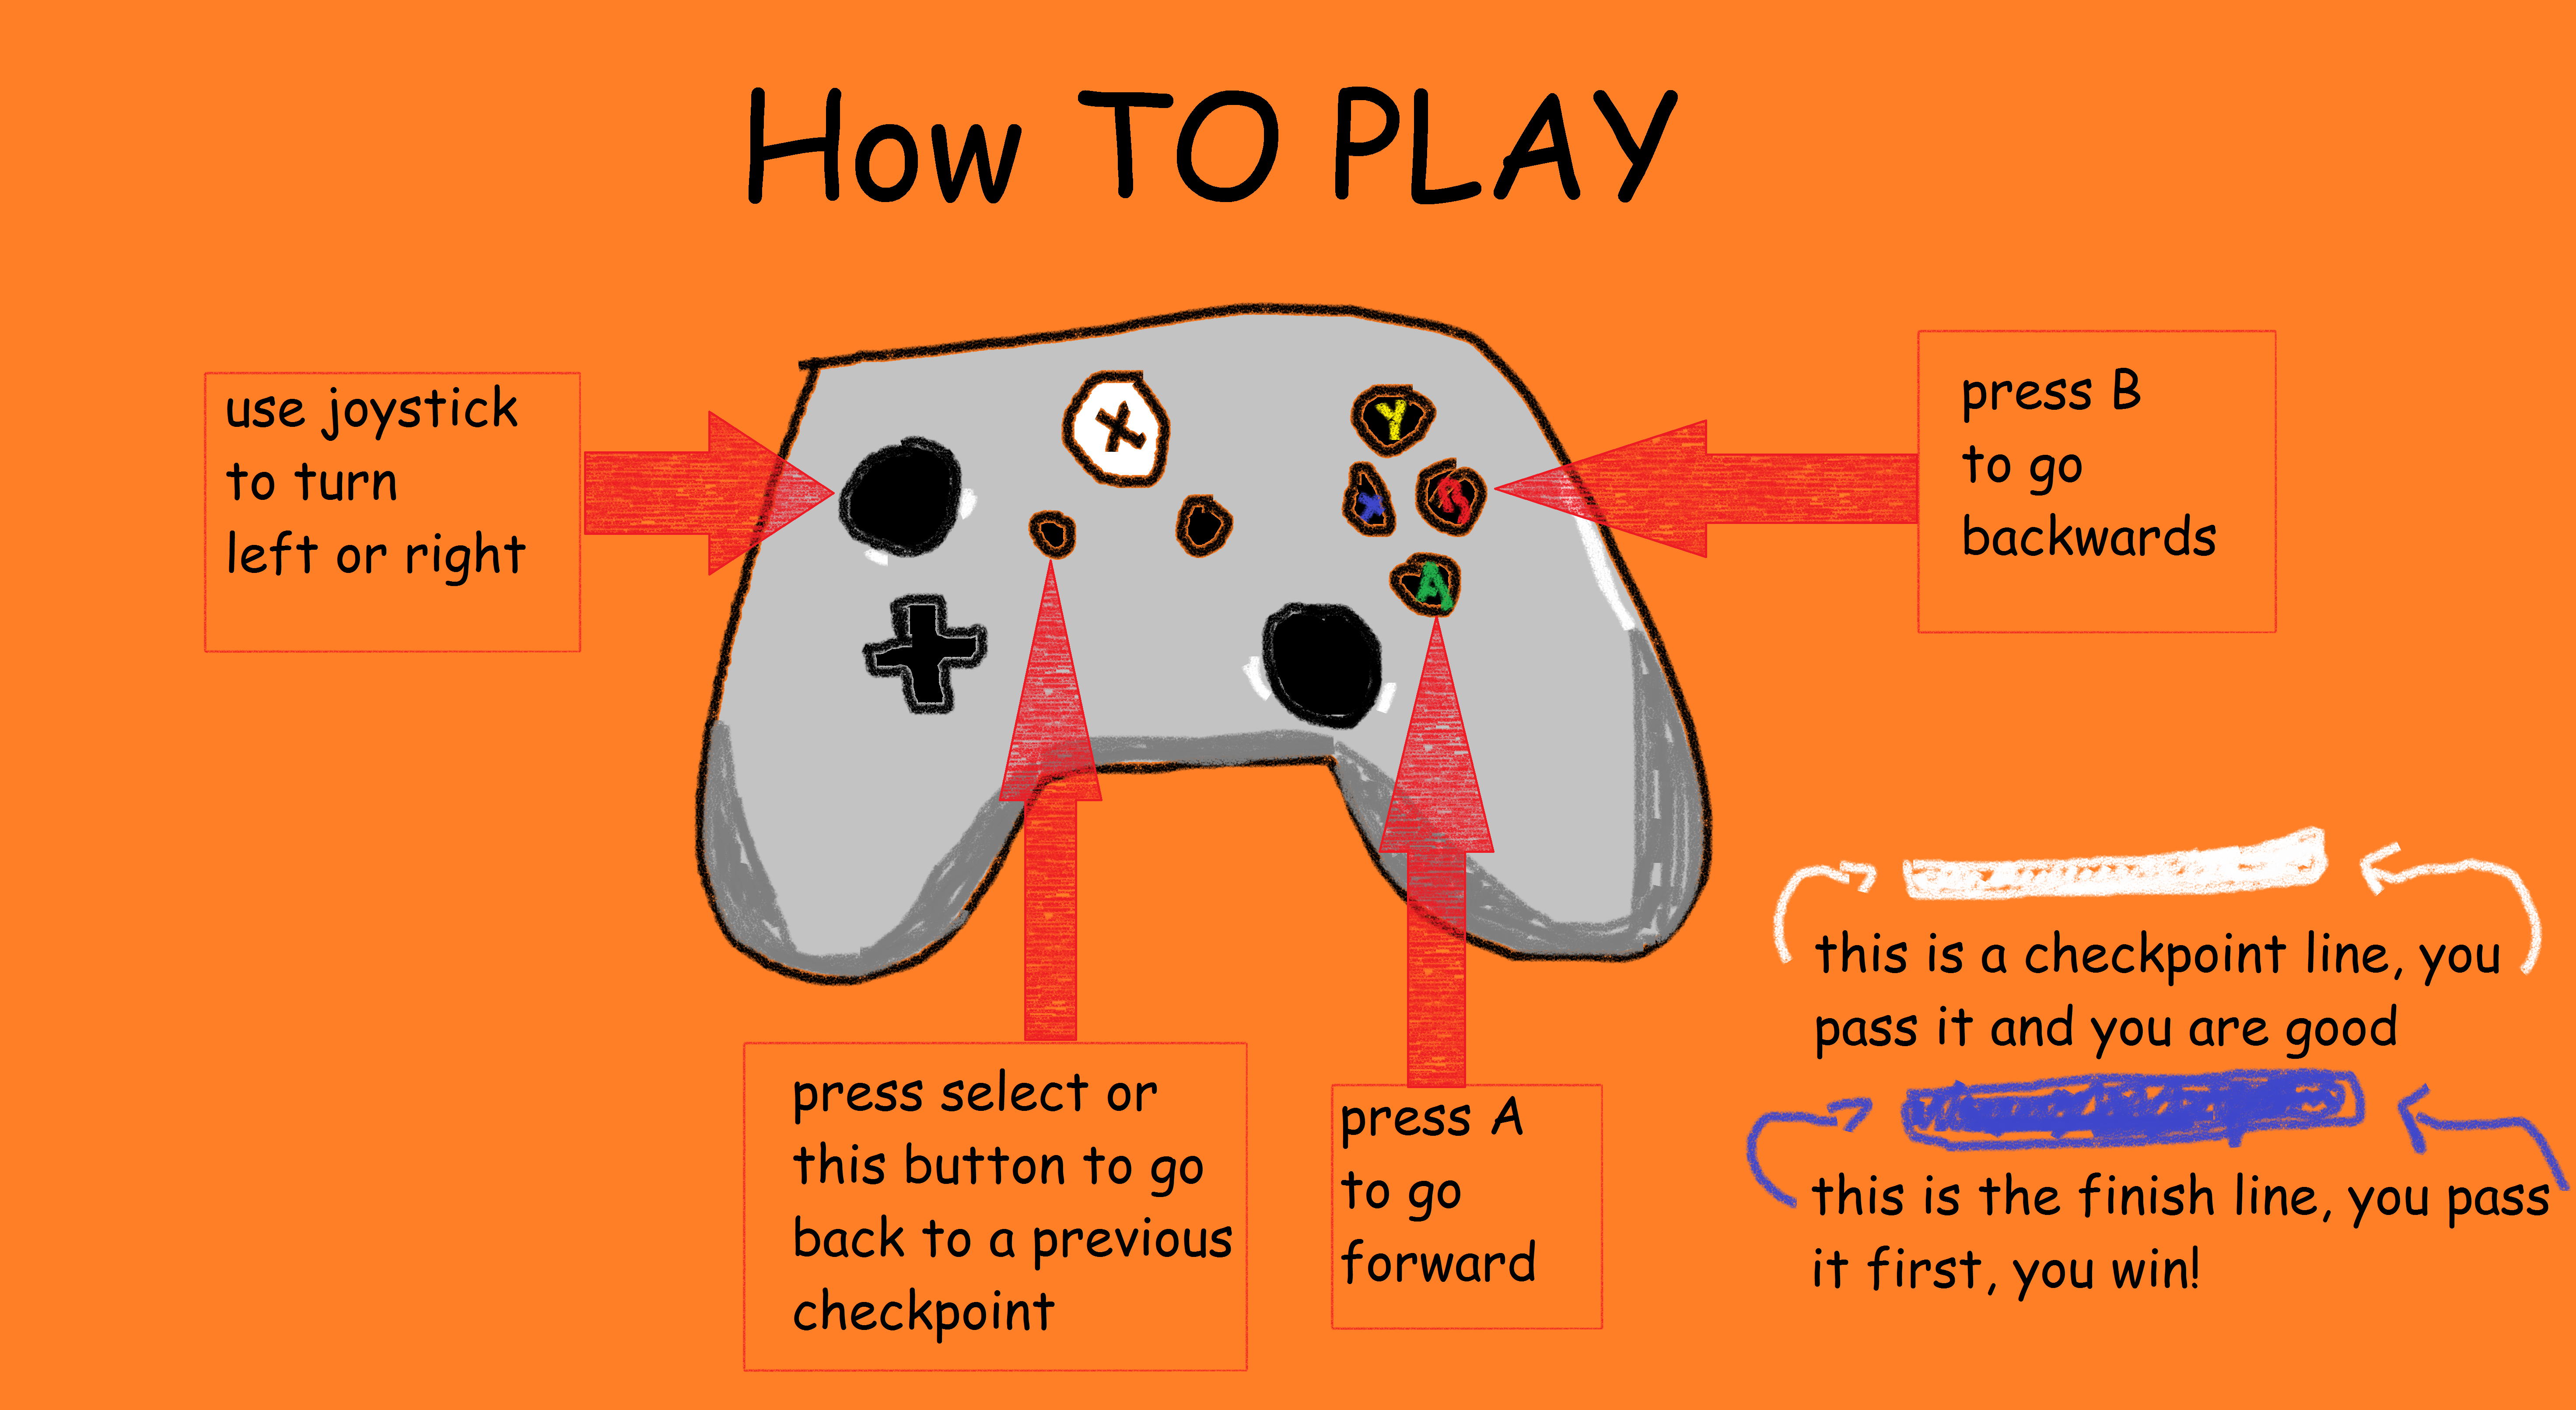 How TO PLAY
use joystick
to turn
left or right
X
Y
X
B
A
press B
to go
backwards
press select or
this button to go
back to a previous
checkpoint
press A
to go
forward
this is a checkpoint line, you
pass it and you are good
this is the finish line, you pass
it first, you win!